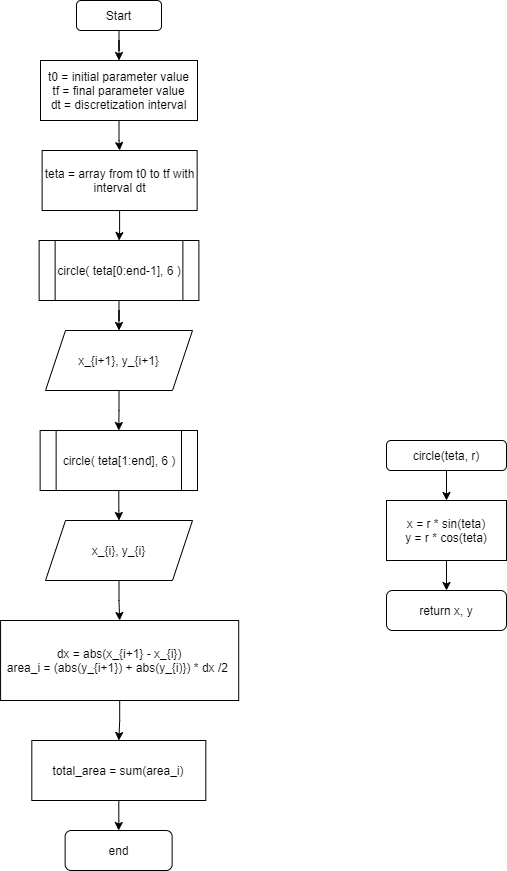 Start
t0 = initial parameter value
tf = final parameter value
dt = discretization interval
teta = array from t0 to tf with
interval dt
circle( teta[0:end-1], 6 )
x_{i+1}, y_{i+1}
circle( teta[1:end], 6 )
x_{i}, y_{i}
dx = abs(x_{i+1} - x_{i})
area_i = (abs(y_{i+1}) + abs(y_{i)}) * dx /2
total_area = sum(area_i)
end
circle(teta, r)
x = r * sin(teta)
y = r * cos(teta)
return x, y